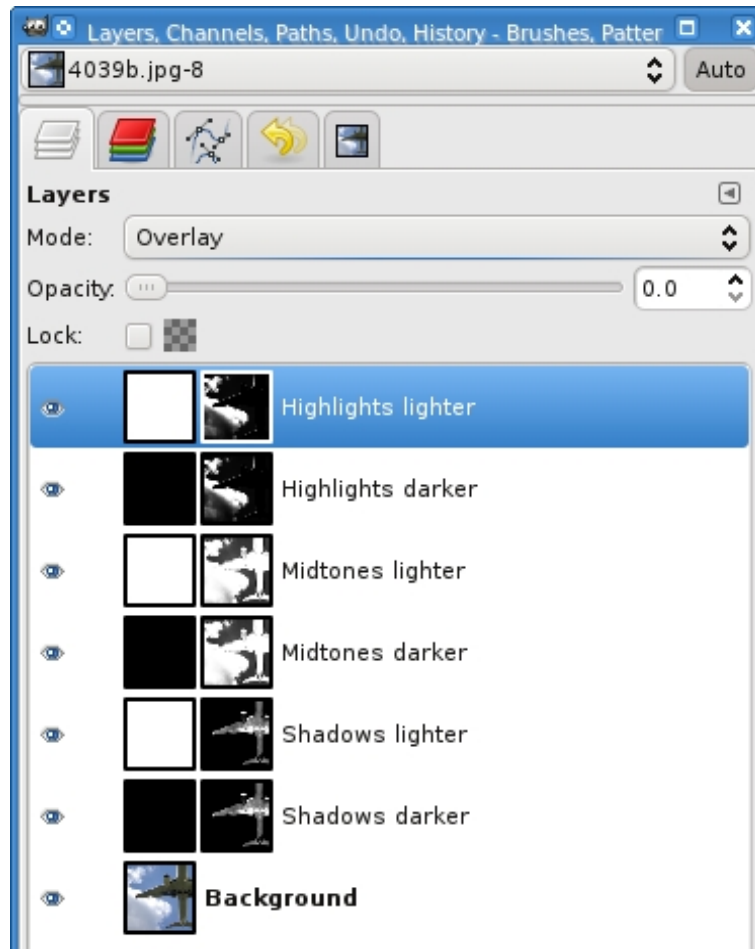 Layers, Channels, Paths, Undo, History - Brushes, Patter
4039b.jpg-8
Auto
Layers
Mode: Overlay
Opacity: 0.0
Lock:
Highlights lighter
Highlights darker
Midtones lighter
Midtones darker
Shadows lighter
Shadows darker
Background